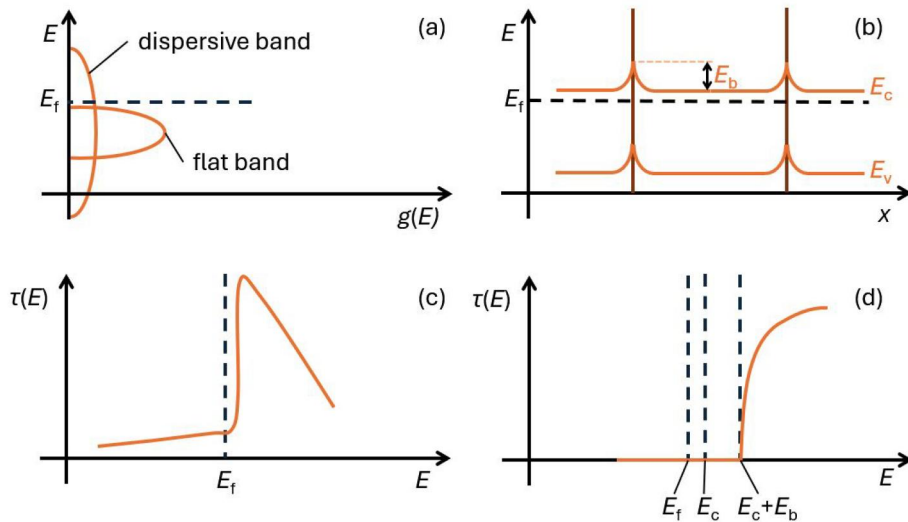 E
dispersive band
(a)
E_f
flat band
g(E)
E
(b)
E_b
E_c
E_f
E_v
x
τ(E)
(c)
E_f
E
τ(E)
(d)
E_f
E_c
E_c+E_b
E